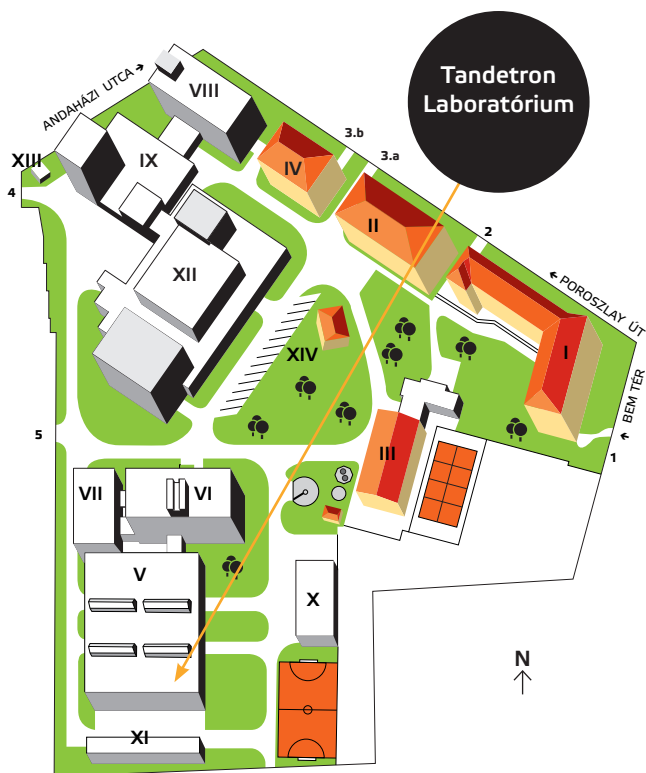 Tandetron
Laboratórium
ANDAHÁZI UTCA →
VIII
3.b
3.a
XIII
IX
IV
4
II
2
← POROSZLAY ÚT
XII
I
XIV
← BEM TÉR
5
III
1
VII
VI
V
X
N
XI